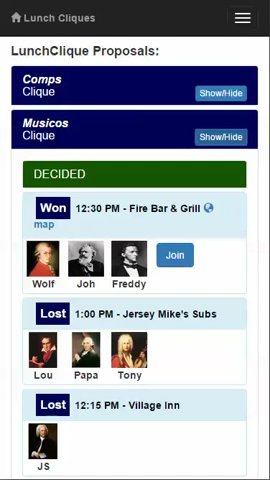 Lunch Cliques
LunchClique Proposals:
Comps
Clique
Show/Hide
Musicos
Clique
Show/Hide
DECIDED
Won 12:30 PM - Fire Bar & Grill
map
Join
Wolf Joh Freddy
Lost 1:00 PM - Jersey Mike's Subs
Lou Papa Tony
Lost 12:15 PM - Village Inn
JS